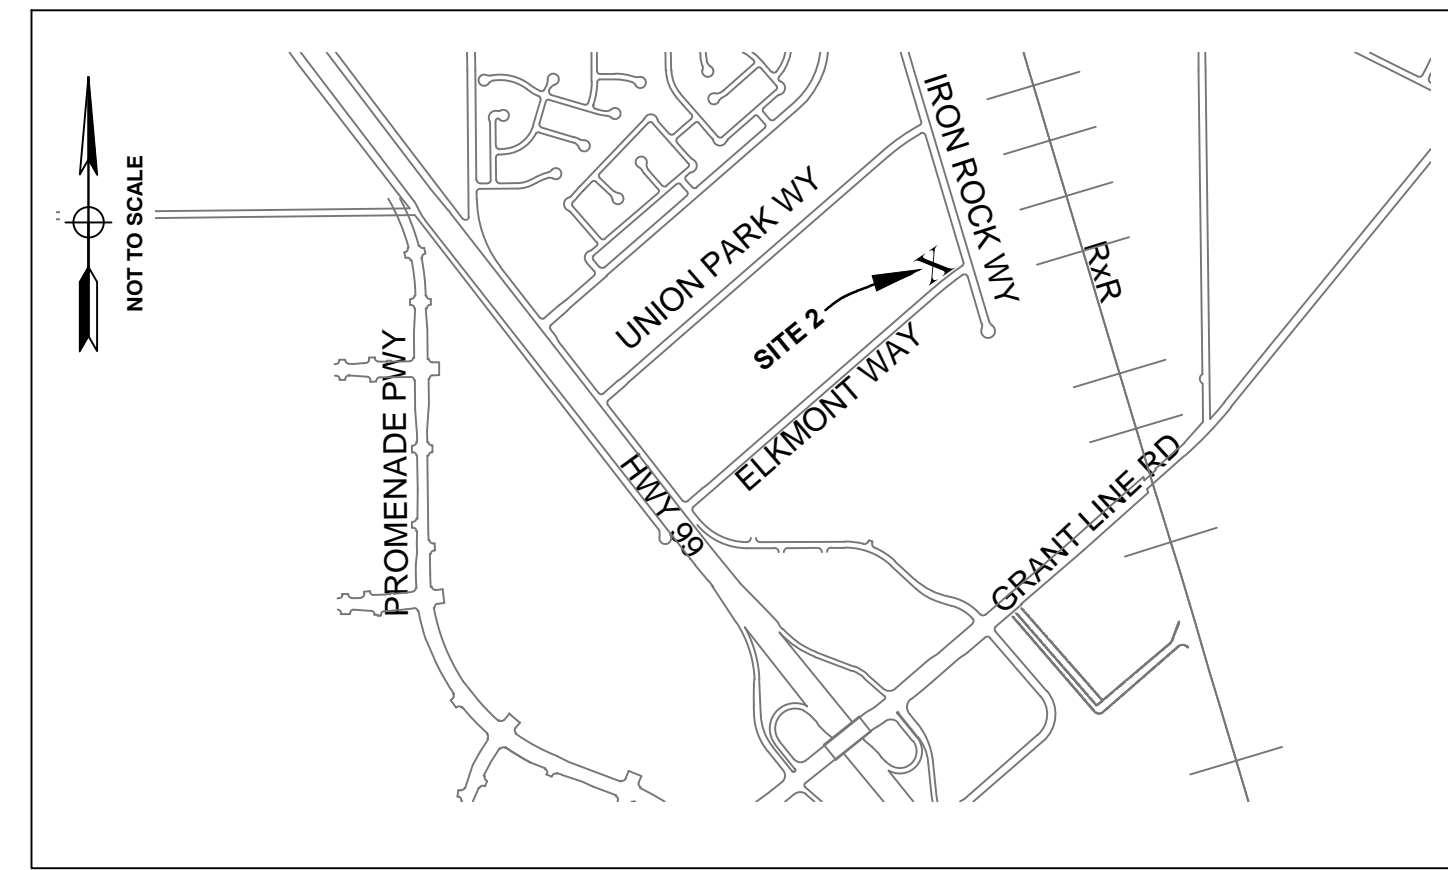 NOT TO SCALE
IRON ROCK WY
UNION PARK WY
RxR
X
SITE 2
ELKMONT WAY
PROMENADE PWY
HWY 99
GRANT LINE RD